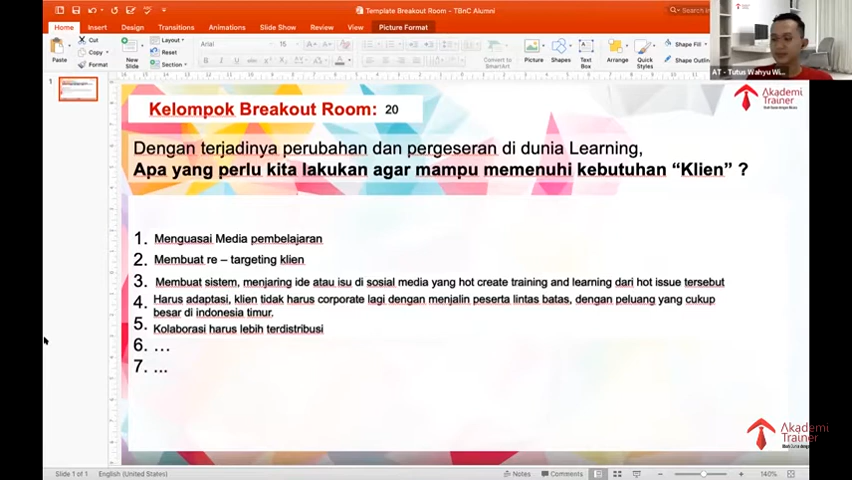 Template Breakout Room - TBnC Alumni
Home Insert Design Transitions Animations Slide Show Review View Picture Format
Cut
Copy
Format
Paste
New
Slide
Layout
Reset
Section
Arial
15
Convert to
SmartArt
Picture
Shapes
Text
Box
Arrange
Quick
Styles
Shape Fill
Shape Outline
AT - Tutus Wahyu Wi...
1
Akademi
Trainer
Kelompok Breakout Room: 20
Dengan terjadinya perubahan dan pergeseran di dunia Learning,
Apa yang perlu kita lakukan agar mampu memenuhi kebutuhan “Klien” ?
1. Menguasai Media pembelajaran
2. Membuat re – targeting klien
3. Membuat sistem, menjaring ide atau isu di sosial media yang hot create training and learning dari hot issue tersebut
4. Harus adaptasi, klien tidak harus corporate lagi dengan menjalin peserta lintas batas, dengan peluang yang cukup
besar di indonesia timur.
5. Kolaborasi harus lebih terdistribusi
6. ...
7. ...
Akademi
Trainer
Slide 1 of 1 English (United States) Notes Comments 140%